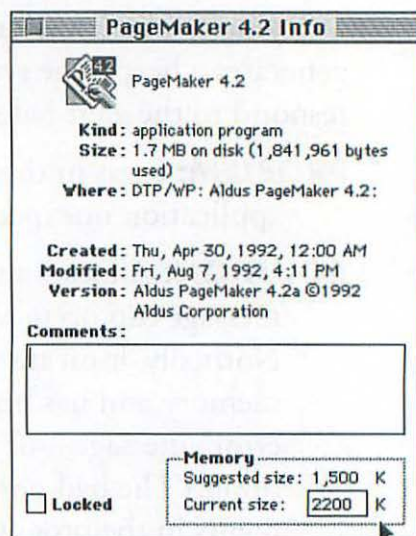 PageMaker 4.2 Info
42
PageMaker 4.2
Kind: application program
Size: 1.7 MB on disk (1,841,961 bytes
used)
Where: DTP/WP: Aldus PageMaker 4.2:
Created: Thu, Apr 30, 1992, 12:00 AM
Modified: Fri, Aug 7, 1992, 4:11 PM
Version: Aldus PageMaker 4.2a ©1992
Aldus Corporation
Comments:
Memory
Suggested size: 1,500 K
Locked
Current size: 2200 K